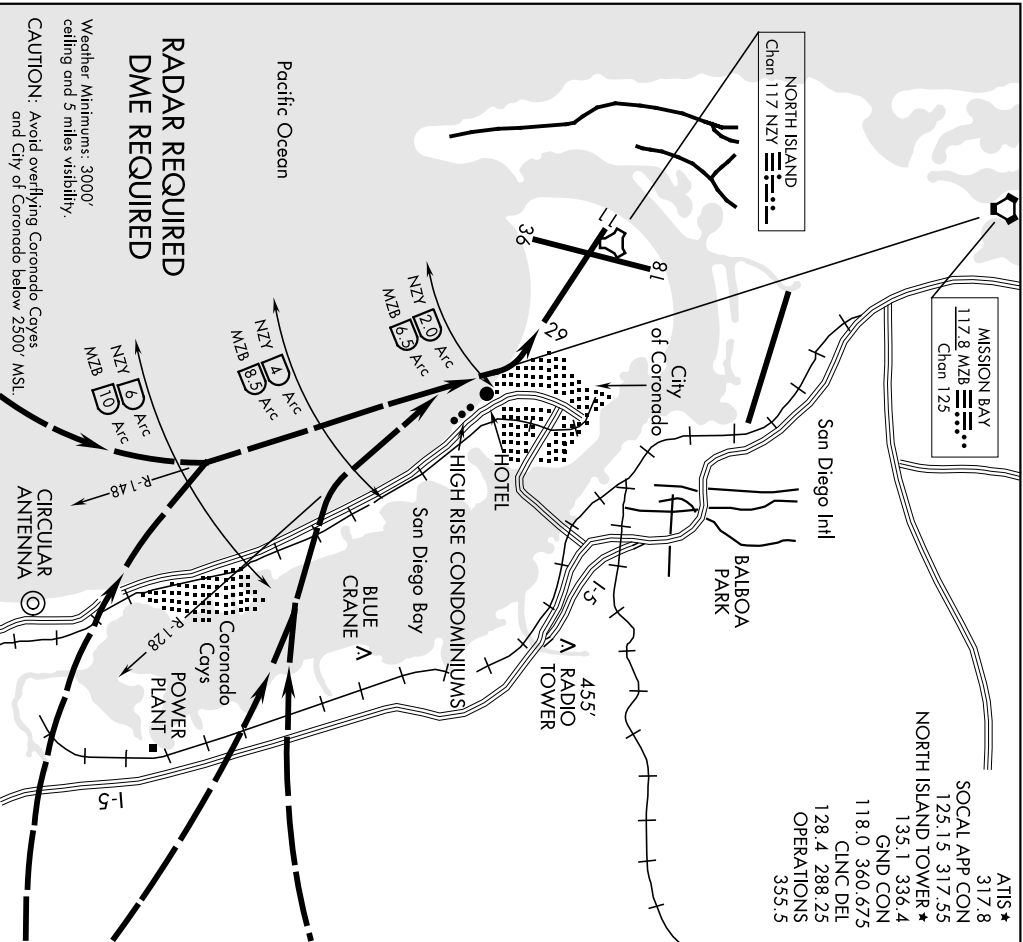 ATIS ★
317.8
SOCAL APP CON
125.15 317.55
NORTH ISLAND TOWER ★
135.1 336.4
GND CON
118.0 360.675
CLNC DEL
128.4 288.25
OPERATIONS
355.5
MISSION BAY
117.8 MZB
Chan 125
NORTH ISLAND
Chan 117 NZY
San Diego Intl
BALBOA
PARK
City
of Coronado
11
29
36
18
I-5
455'
RADIO
TOWER
HOTEL
HIGH RISE CONDOMINIUMS
San Diego Bay
BLUE
CRANE
Coronado
Cays
POWER
PLANT
I-5
R-128
R-148
CIRCULAR
ANTENNA
NZY 2.0 Arc
MZB 6.5 Arc
NZY 4 Arc
MZB 8.5 Arc
NZY 6 Arc
MZB 10 Arc
Pacific Ocean
RADAR REQUIRED
DME REQUIRED
Weather Minimums: 3000'
ceiling and 5 miles visibility.
CAUTION: Avoid overflying Coronado Cayes
and City of Coronado below 2500' MSL.